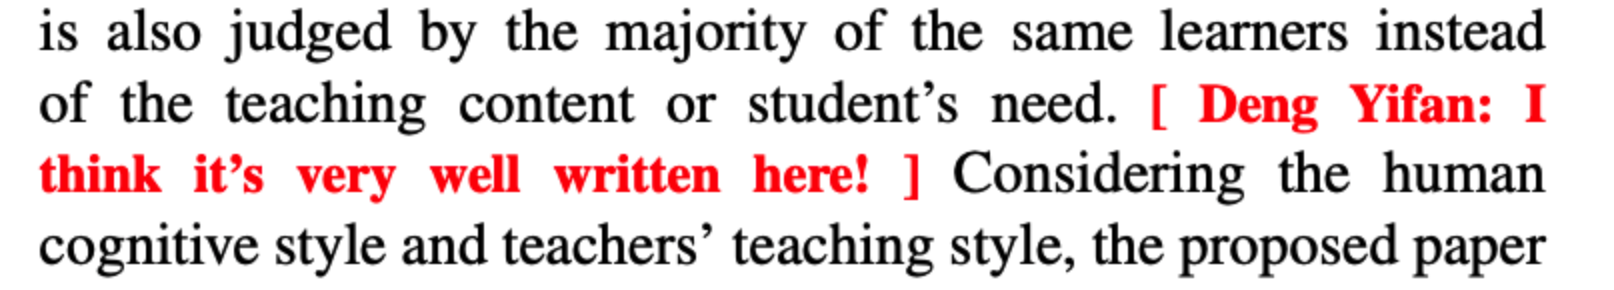 is also judged by the majority of the same learners instead
of the teaching content or student’s need. [ Deng Yifan: I
think it’s very well written here! ] Considering the human
cognitive style and teachers’ teaching style, the proposed paper